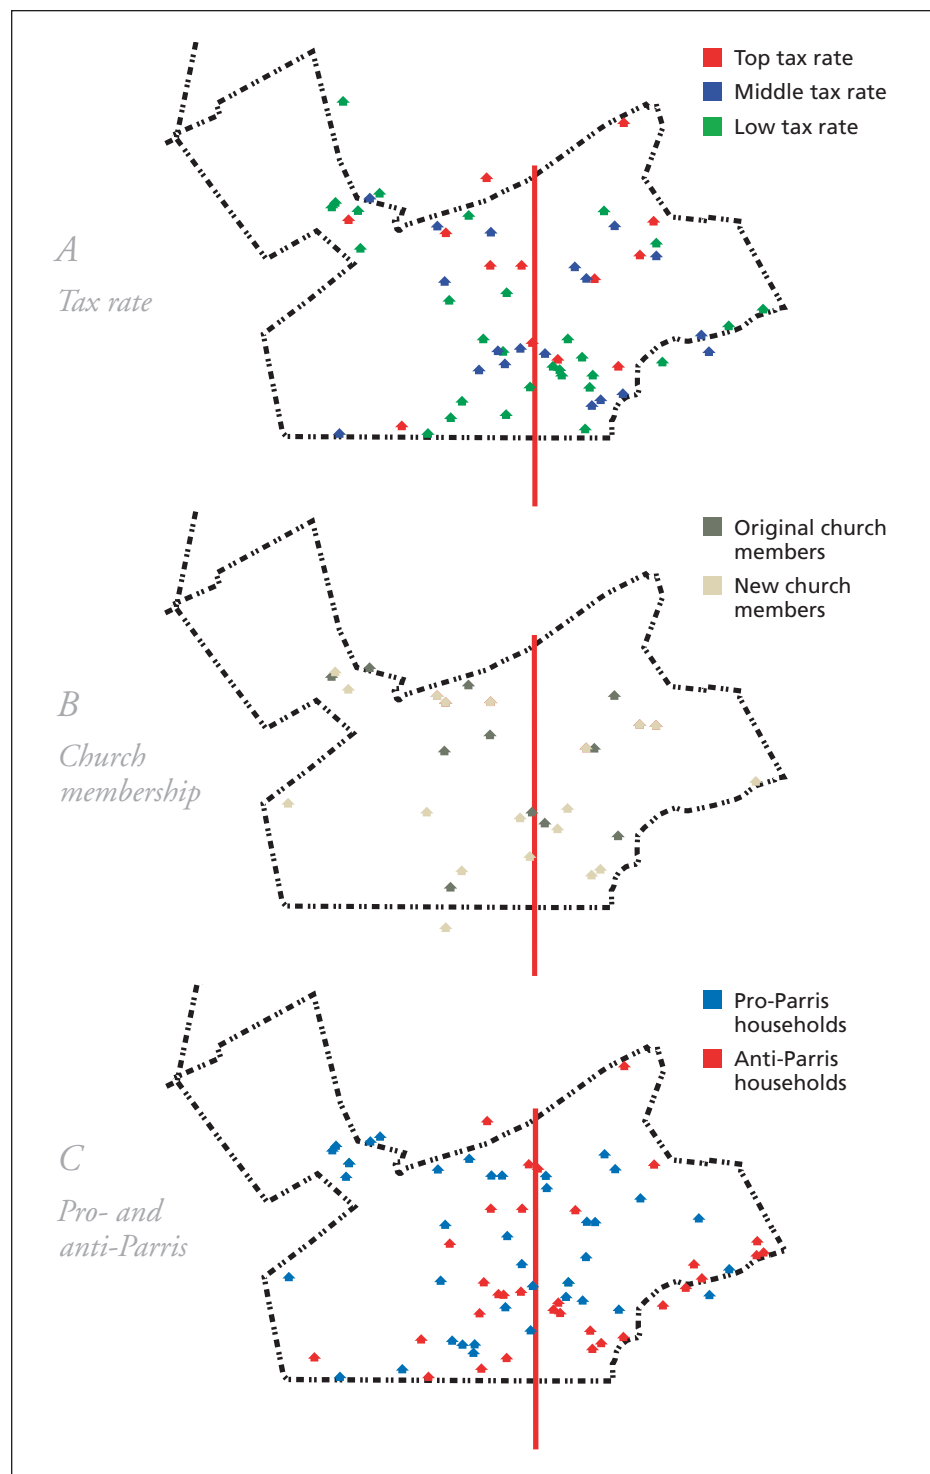 Top tax rate
Middle tax rate
Low tax rate
A
Tax rate
Original church
members
New church
members
B
Church
membership
Pro-Parris
households
Anti-Parris
households
C
Pro- and
anti-Parris